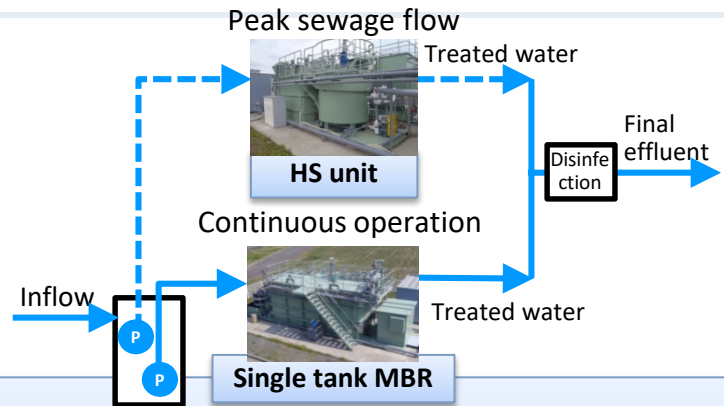 Peak sewage flow
Treated water
HS unit
Final
effluent
Disinfe
ction
Continuous operation
Inflow
Treated water
P
P
Single tank MBR